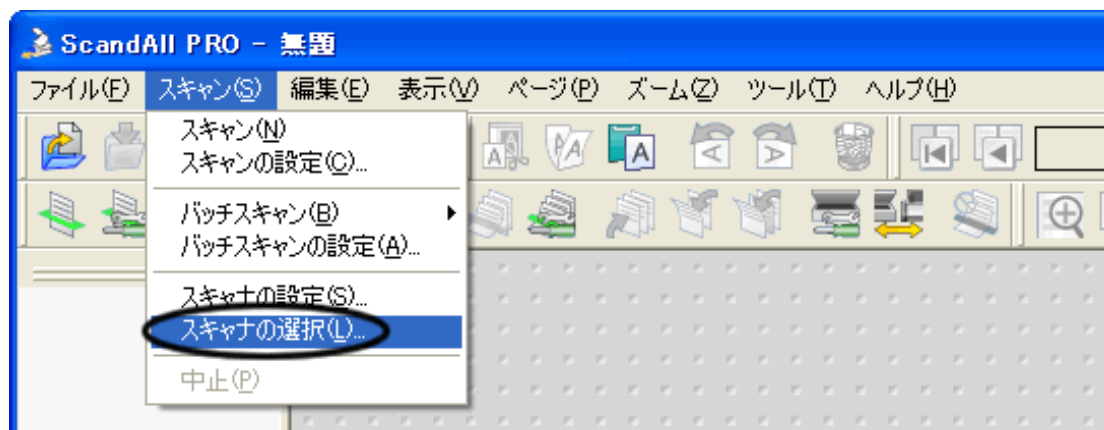 ScandAll PRO - 無題
ファイル(F) スキャン(S) 編集(E) 表示(V) ページ(P) ズーム(Z) ツール(T) ヘルプ(H)
スキャン(N)
スキャンの設定(C)...
バッチスキャン(B)
バッチスキャンの設定(A)...
スキャナの設定(S)...
スキャナの選択(L)...
中止(P)